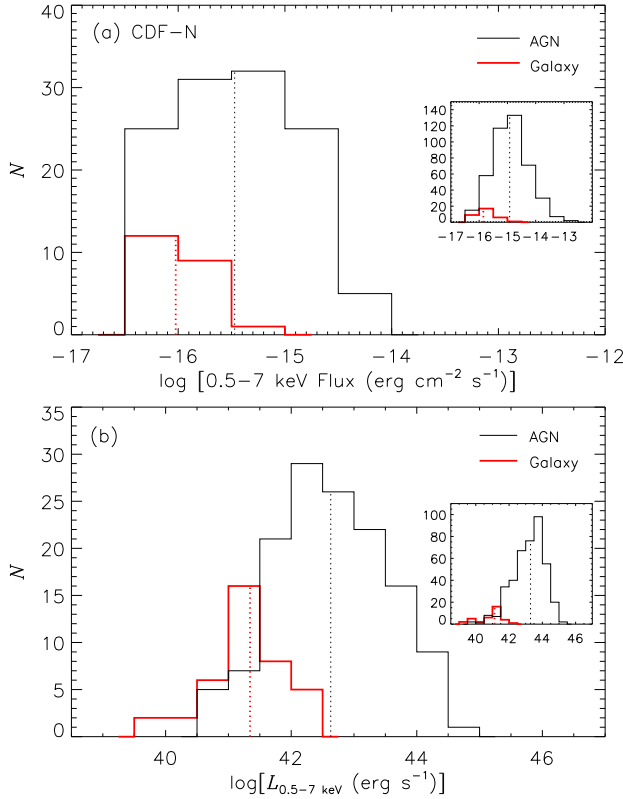 (a) CDF−N
AGN
Galaxy
40
30
20
10
0
N
140
120
100
80
60
40
20
0
−17 −16 −15 −14 −13
−17 −16 −15 −14 −13 −12
log [0.5−7 keV Flux (erg cm⁻² s⁻¹)]
(b)
AGN
Galaxy
35
30
25
20
15
10
5
0
N
100
80
60
40
20
0
40 42 44 46
40 42 44 46
log[L₀.₅₋₇ keV (erg s⁻¹)]